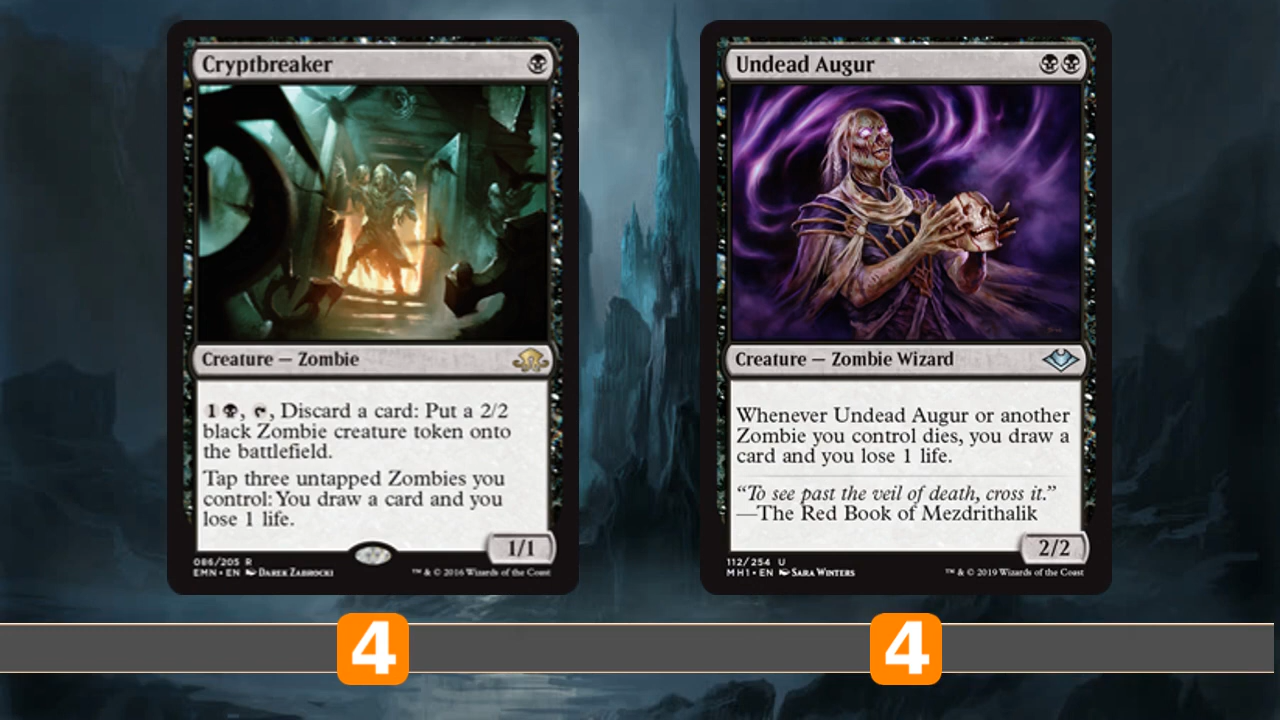 Cryptbreaker
Creature — Zombie
1, , Discard a card: Put a 2/2
black Zombie creature token onto
the battlefield.
Tap three untapped Zombies you
control: You draw a card and you
lose 1 life.
1/1
086/205 R
EMN • EN DAREK ZABROCKI
™ & © 2016 Wizards of the Coast
4
Undead Augur
Creature — Zombie Wizard
Whenever Undead Augur or another
Zombie you control dies, you draw a
card and you lose 1 life.
“To see past the veil of death, cross it.”
—The Red Book of Mezdrithalik
2/2
112/254 U
MH1 • EN SARA WINTERS
™ & © 2019 Wizards of the Coast
4